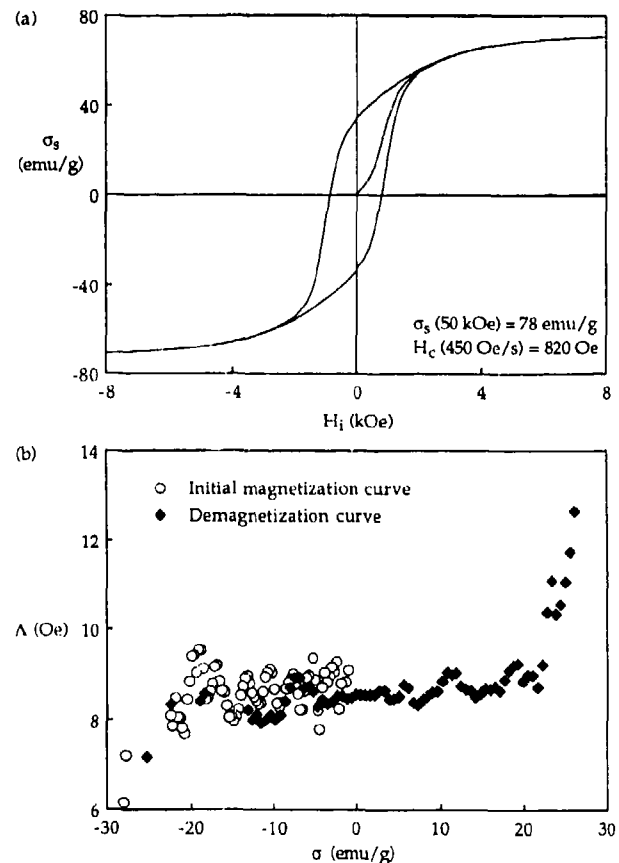 (a)
80
40
0
-40
-80
σs
(emu/g)
σs (50 kOe) = 78 emu/g
Hc (450 Oe/s) = 820 Oe
-8 -4 0 4 8
Hi (kOe)
(b)
14
12
10
8
6
Λ (Oe)
Initial magnetization curve
Demagnetization curve
-30 -20 -10 0 10 20 30
σ (emu/g)